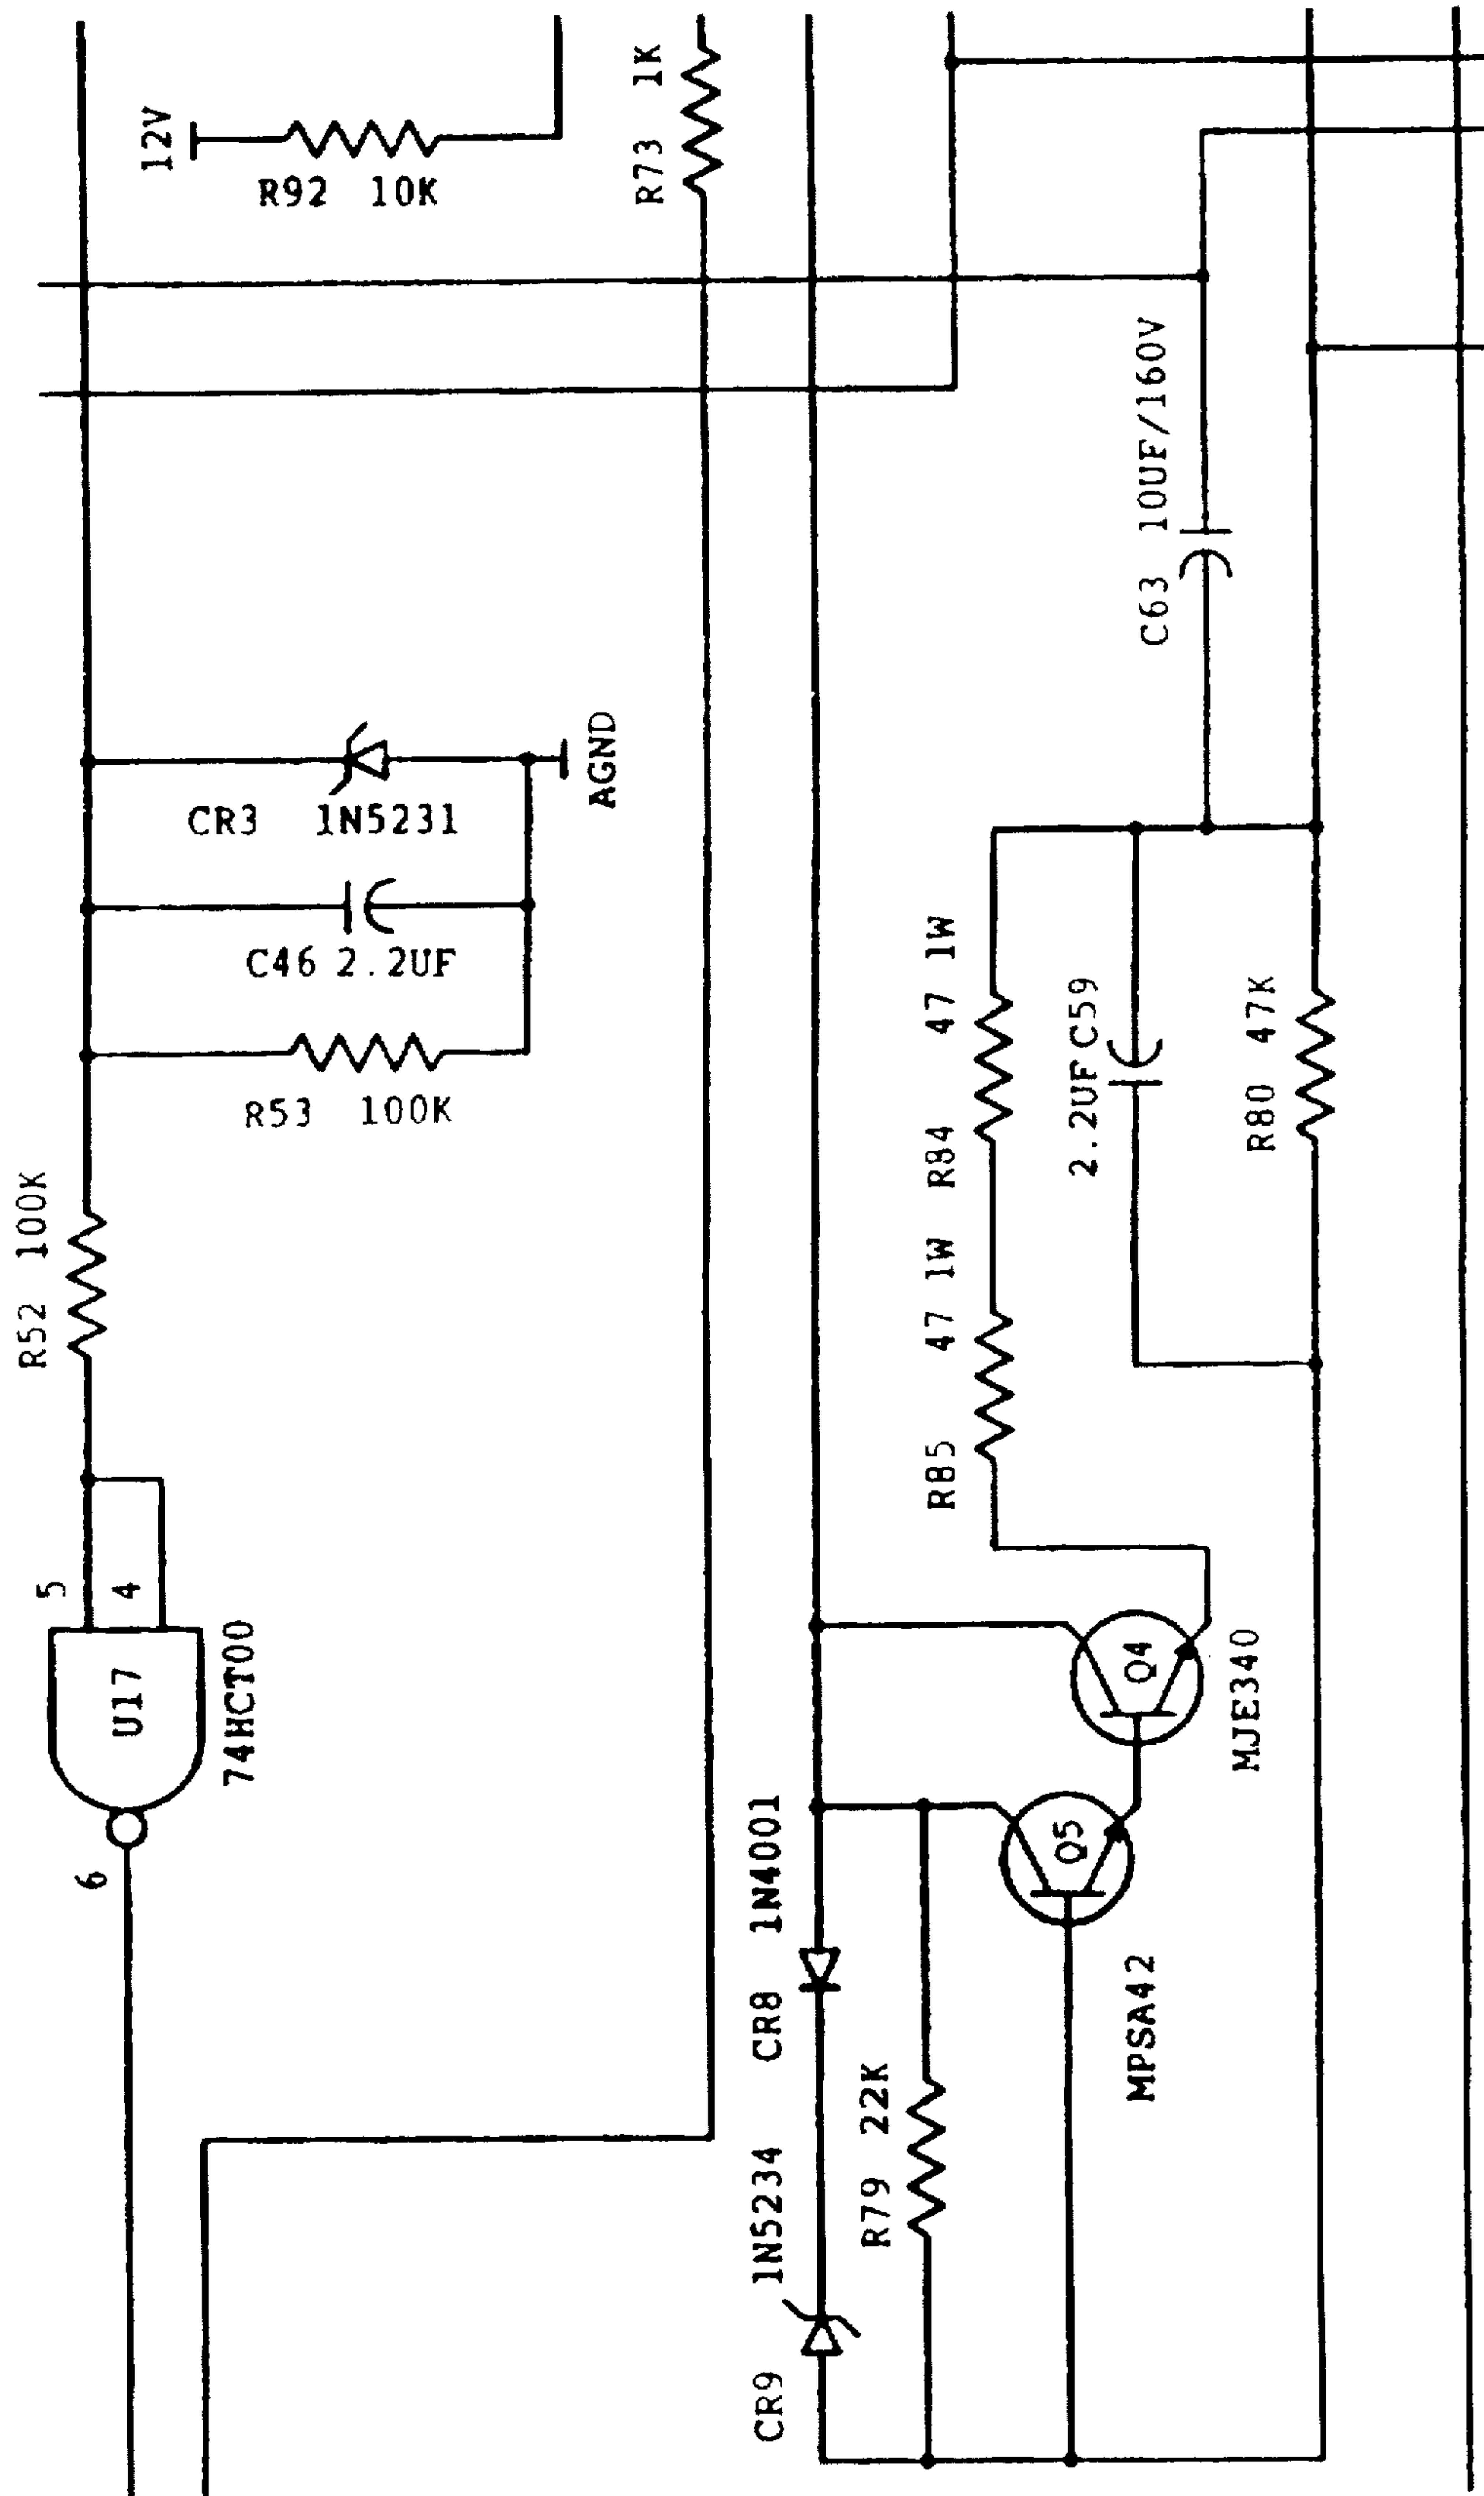 12V
R92 10K
R73 1K
C63 10UF/160V
CR3 1N5231
AGND
C46 2.2UF
R53 100K
R52 100K
R84 47 1W
2.2UF C59
R80 47K
R85 47 1W
5
4
U17
74HCT00
6
Q4
MJE340
Q5
MPSA42
CR8 1N4001
R79 22K
CR9 1N5234